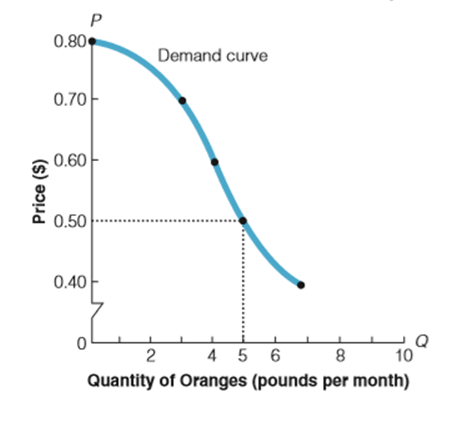 P
0.80
Demand curve
0.70
0.60
Price ($)
0.50
0.40
0
2 4 5 6 8 10 Q
Quantity of Oranges (pounds per month)